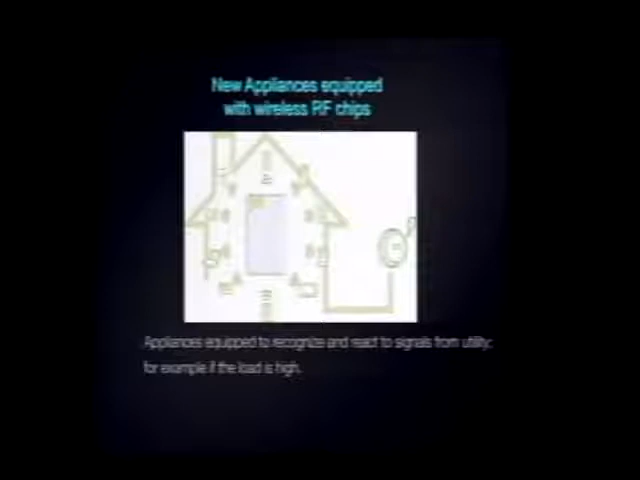 New Appliances equipped
with wireless RF chips
Appliances equipped to recognize and react to signals from utility;
for example if the load is high.